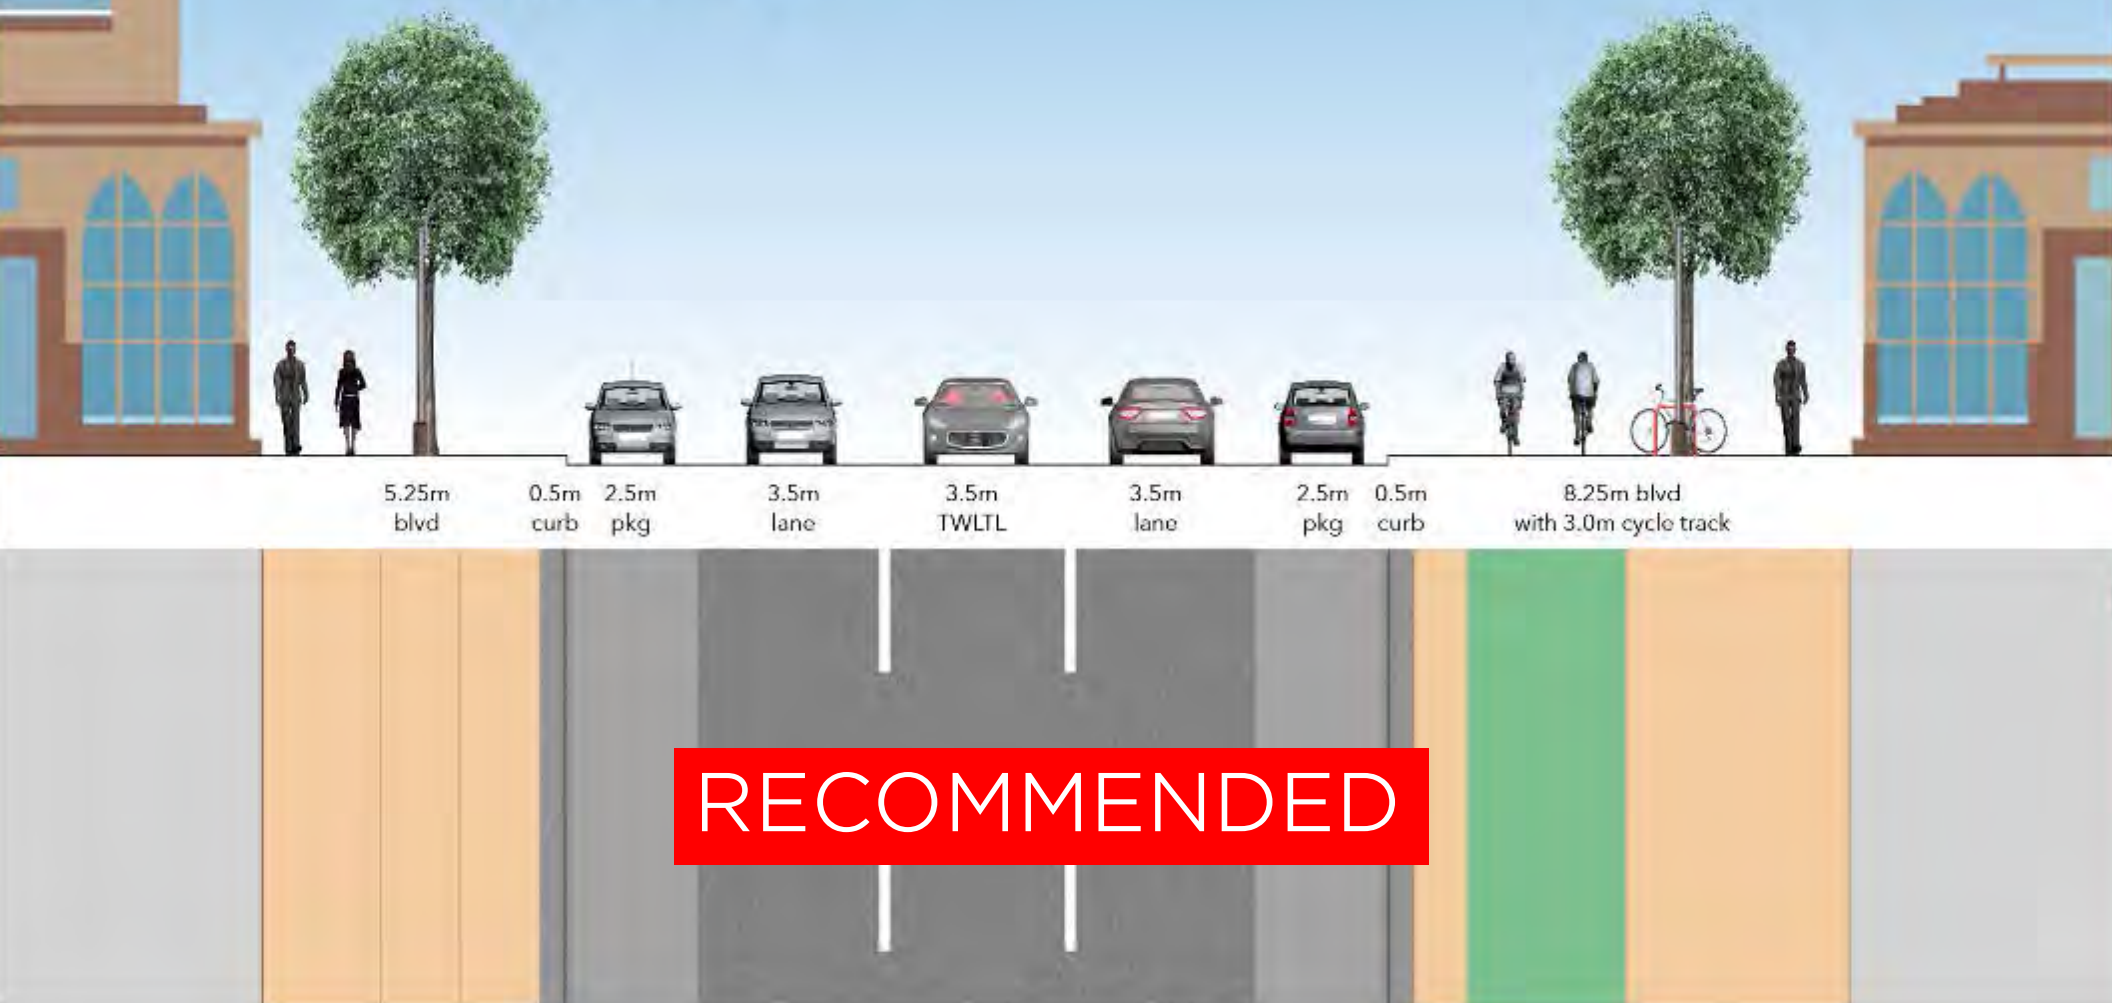 5.25m
blvd
0.5m
curb
2.5m
pkg
3.5m
lane
3.5m
TWLTL
3.5m
lane
2.5m
pkg
0.5m
curb
8.25m blvd
with 3.0m cycle track
RECOMMENDED